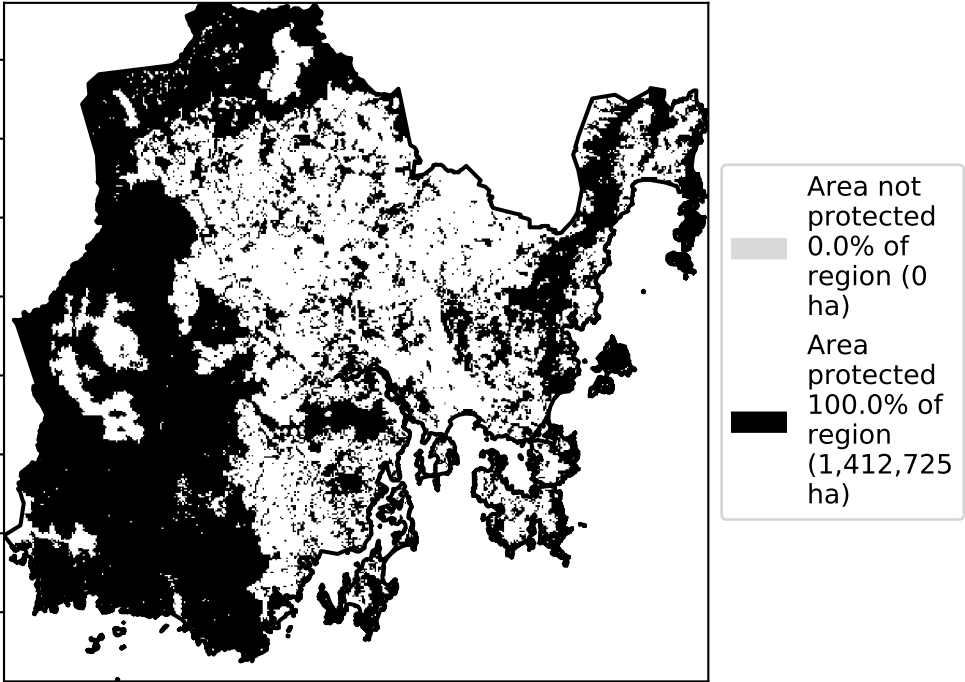 Area not
protected
0.0% of
region (0
ha)
Area
protected
100.0% of
region
(1,412,725
ha)